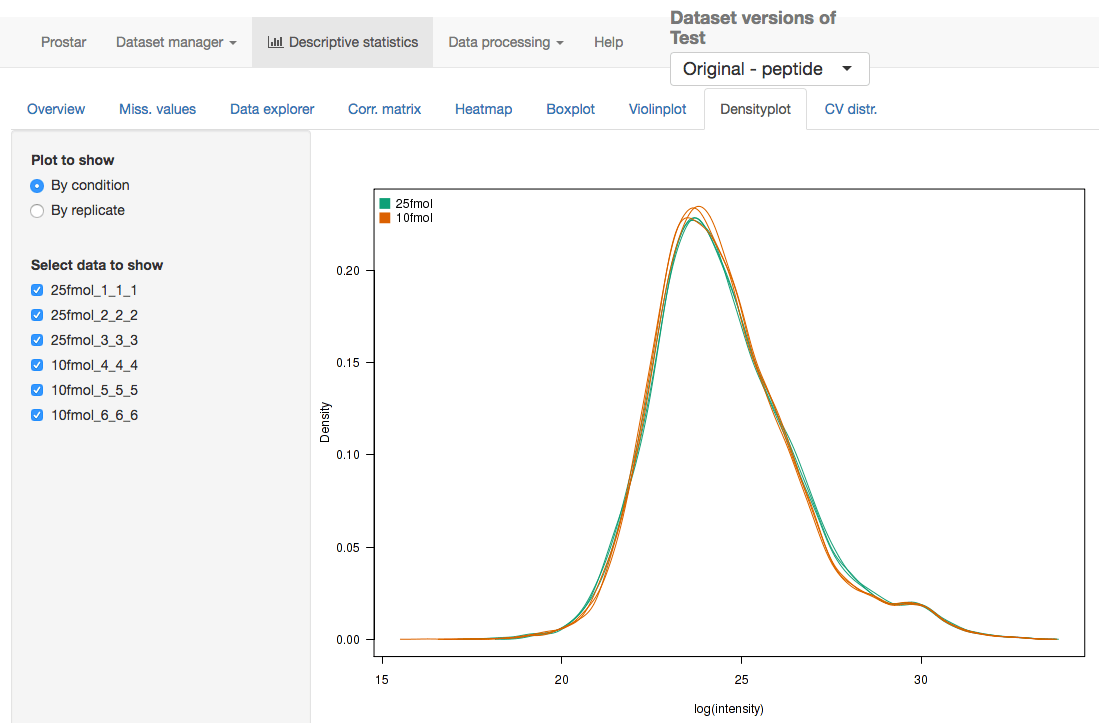 Dataset versions of
Test
Prostar Dataset manager Descriptive statistics Data processing Help
Original - peptide
Overview Miss. values Data explorer Corr. matrix Heatmap Boxplot Violinplot Densityplot CV distr.
Plot to show
By condition
By replicate
Select data to show
25fmol_1_1_1
25fmol_2_2_2
25fmol_3_3_3
10fmol_4_4_4
10fmol_5_5_5
10fmol_6_6_6
25fmol
10fmol
0.20
0.15
0.10
0.05
0.00
Density
15 20 25 30
log(intensity)